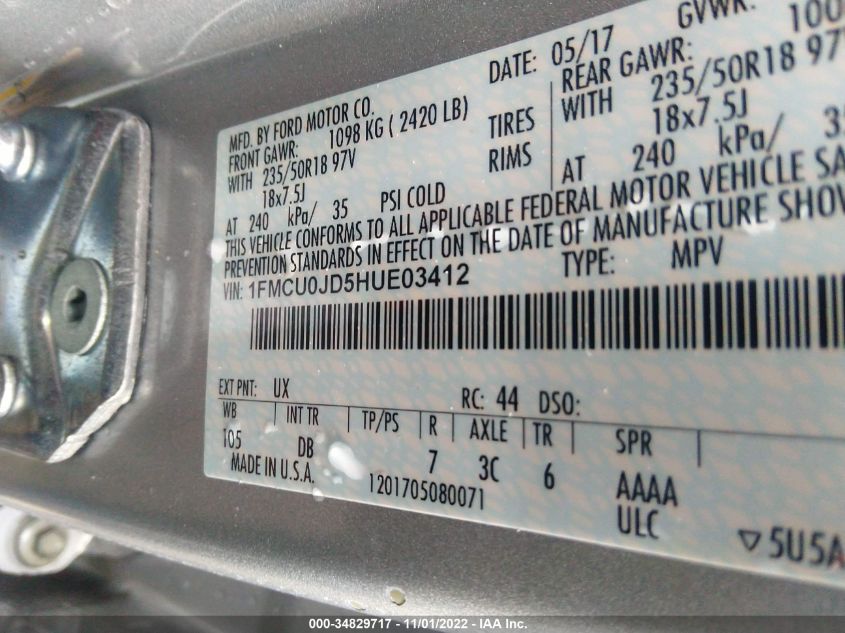 MFD. BY FORD MOTOR CO. DATE: 05/17 GVWR:
FRONT GAWR: 1098 KG ( 2420 LB) REAR GAWR: 100
WITH 235/50R18 97V TIRES WITH 235/50R18 97V
18x7.5J RIMS 18x7.5J
AT 240 kPa/ 35 PSI COLD AT 240 kPa/ 35
THIS VEHICLE CONFORMS TO ALL APPLICABLE FEDERAL MOTOR VEHICLE SA
PREVENTION STANDARDS IN EFFECT ON THE DATE OF MANUFACTURE SHOW
VIN: 1FMCU0JD5HUE03412 TYPE: MPV
EXT PNT: UX RC: 44 DSO:
WB INT TR TP/PS R AXLE TR SPR
105 DB 7 3C 6 AAAA
MADE IN U.S.A. 1201705080071 ULC 5U5A
000-34829717 - 11/01/2022 - IAA Inc.